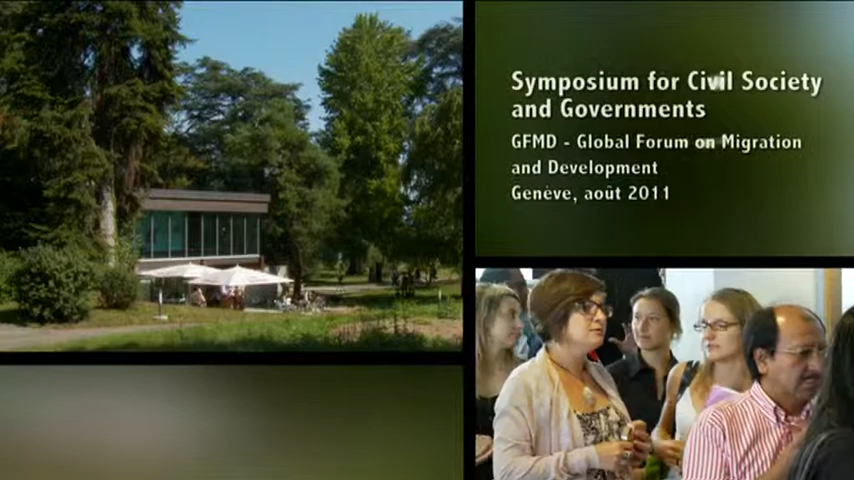 Symposium for Civil Society
and Governments
GFMD - Global Forum on Migration
and Development
Genève, août 2011